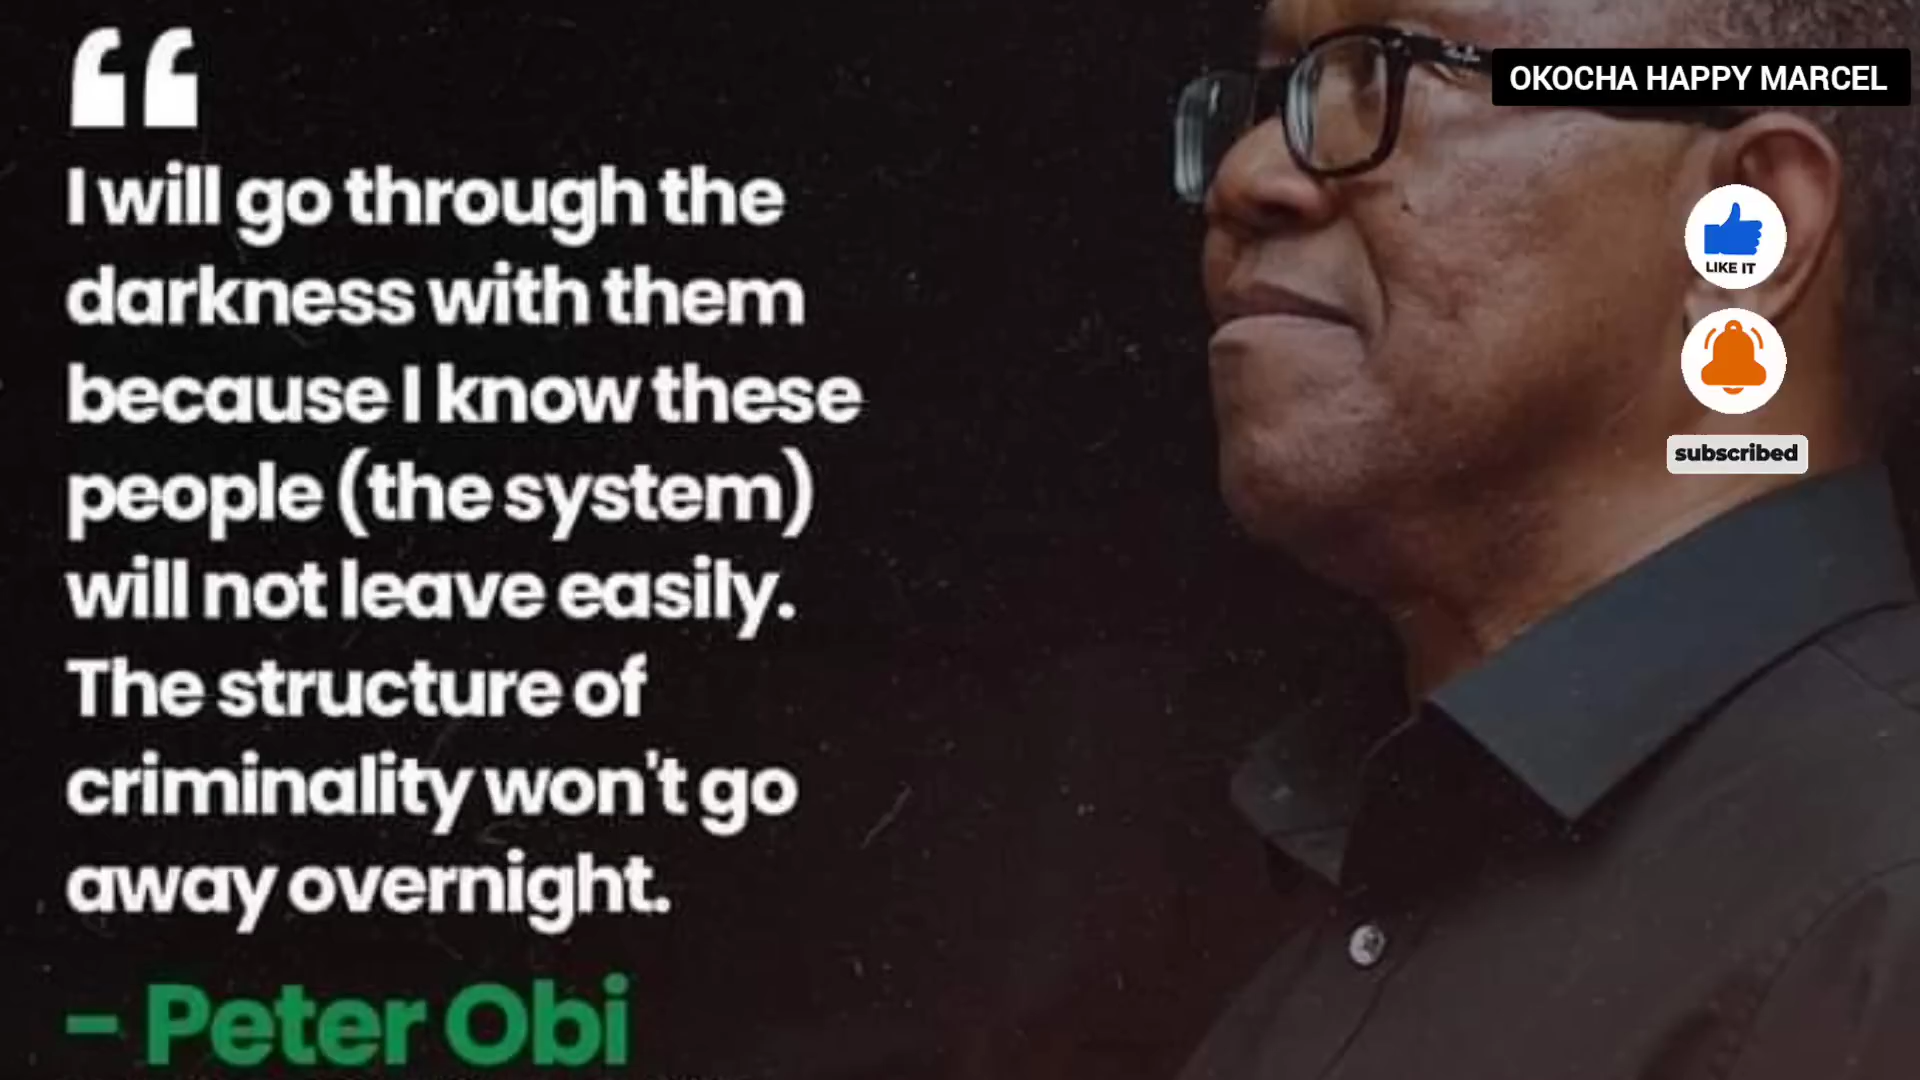 “
I will go through the
darkness with them
because I know these
people (the system)
will not leave easily.
The structure of
criminality won't go
away overnight.
- Peter Obi
OKOCHA HAPPY MARCEL
LIKE IT
subscribed